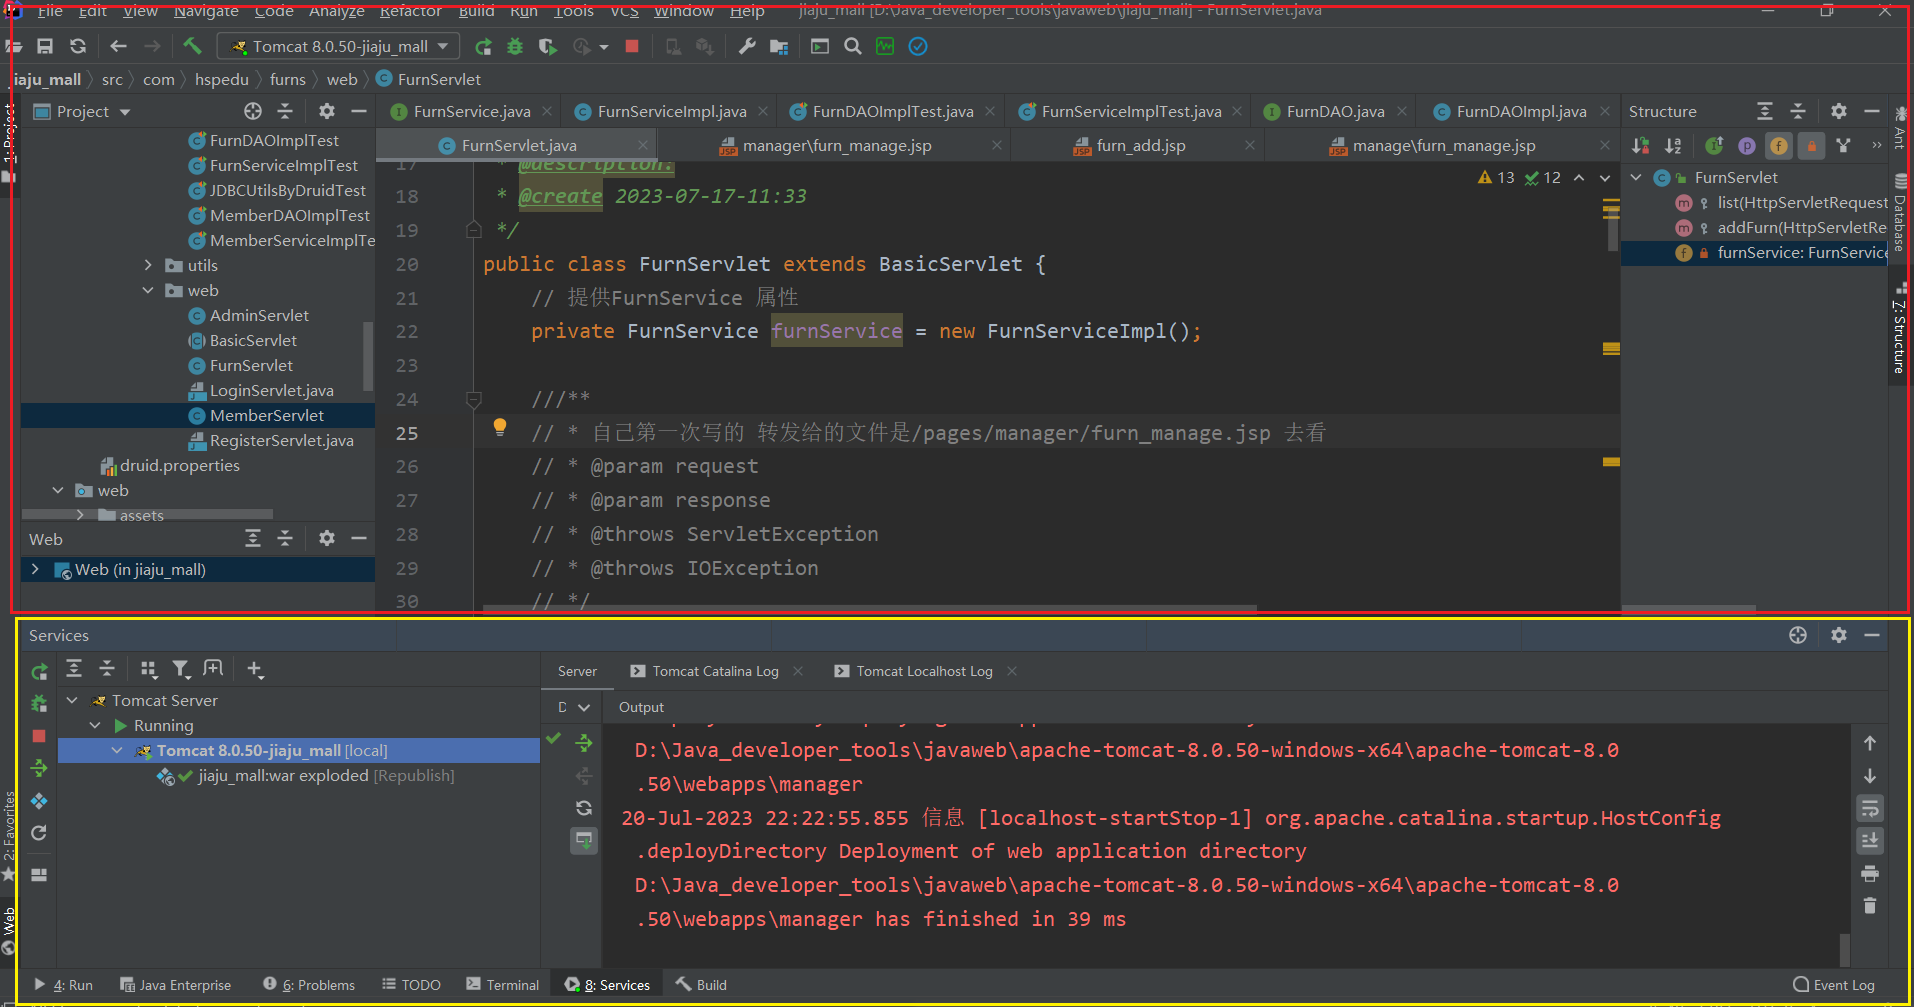 File Edit View Navigate Code Analyze Refactor Build Run Tools VCS Window Help jiaju_mall [D:\Java_developer_tools\javaweb\jiaju_mall] - FurnServlet.java
Tomcat 8.0.50-jiaju_mall
jiaju_mall src com hspedu furns web FurnServlet
Project
FurnService.java FurnServiceImpl.java FurnDAOImplTest.java FurnServiceImplTest.java FurnDAO.java FurnDAOImpl.java
FurnServlet.java manager\furn_manage.jsp furn_add.jsp manage\furn_manage.jsp
1: Project
FurnDAOImplTest
FurnServiceImplTest
JDBCUtilsByDruidTest
MemberDAOImplTest
MemberServiceImplTe
utils
web
AdminServlet
BasicServlet
FurnServlet
LoginServlet.java
MemberServlet
RegisterServlet.java
druid.properties
web
assets
Web
Web (in jiaju_mall)
13 12
17 * @description:
18 * @create 2023-07-17-11:33
19 */
20 public class FurnServlet extends BasicServlet {
21 // 提供FurnService 属性
22 private FurnService furnService = new FurnServiceImpl();
23
24 ///**
25 // * 自己第一次写的 转发给的文件是/pages/manager/furn_manage.jsp 去看
26 // * @param request
27 // * @param response
28 // * @throws ServletException
29 // * @throws IOException
30 // */
Structure
FurnServlet
list(HttpServletRequest
addFurn(HttpServletRe
furnService: FurnService
Ant
Database
7: Structure
Services
Tomcat Server
Running
Tomcat 8.0.50-jiaju_mall [local]
jiaju_mall:war exploded [Republish]
Server Tomcat Catalina Log Tomcat Localhost Log
D Output
D:\Java_developer_tools\javaweb\apache-tomcat-8.0.50-windows-x64\apache-tomcat-8.0
.50\webapps\manager
20-Jul-2023 22:22:55.855 信息 [localhost-startStop-1] org.apache.catalina.startup.HostConfig
.deployDirectory Deployment of web application directory
D:\Java_developer_tools\javaweb\apache-tomcat-8.0.50-windows-x64\apache-tomcat-8.0
.50\webapps\manager has finished in 39 ms
2: Favorites
Web
4: Run Java Enterprise 6: Problems TODO Terminal 8: Services Build Event Log